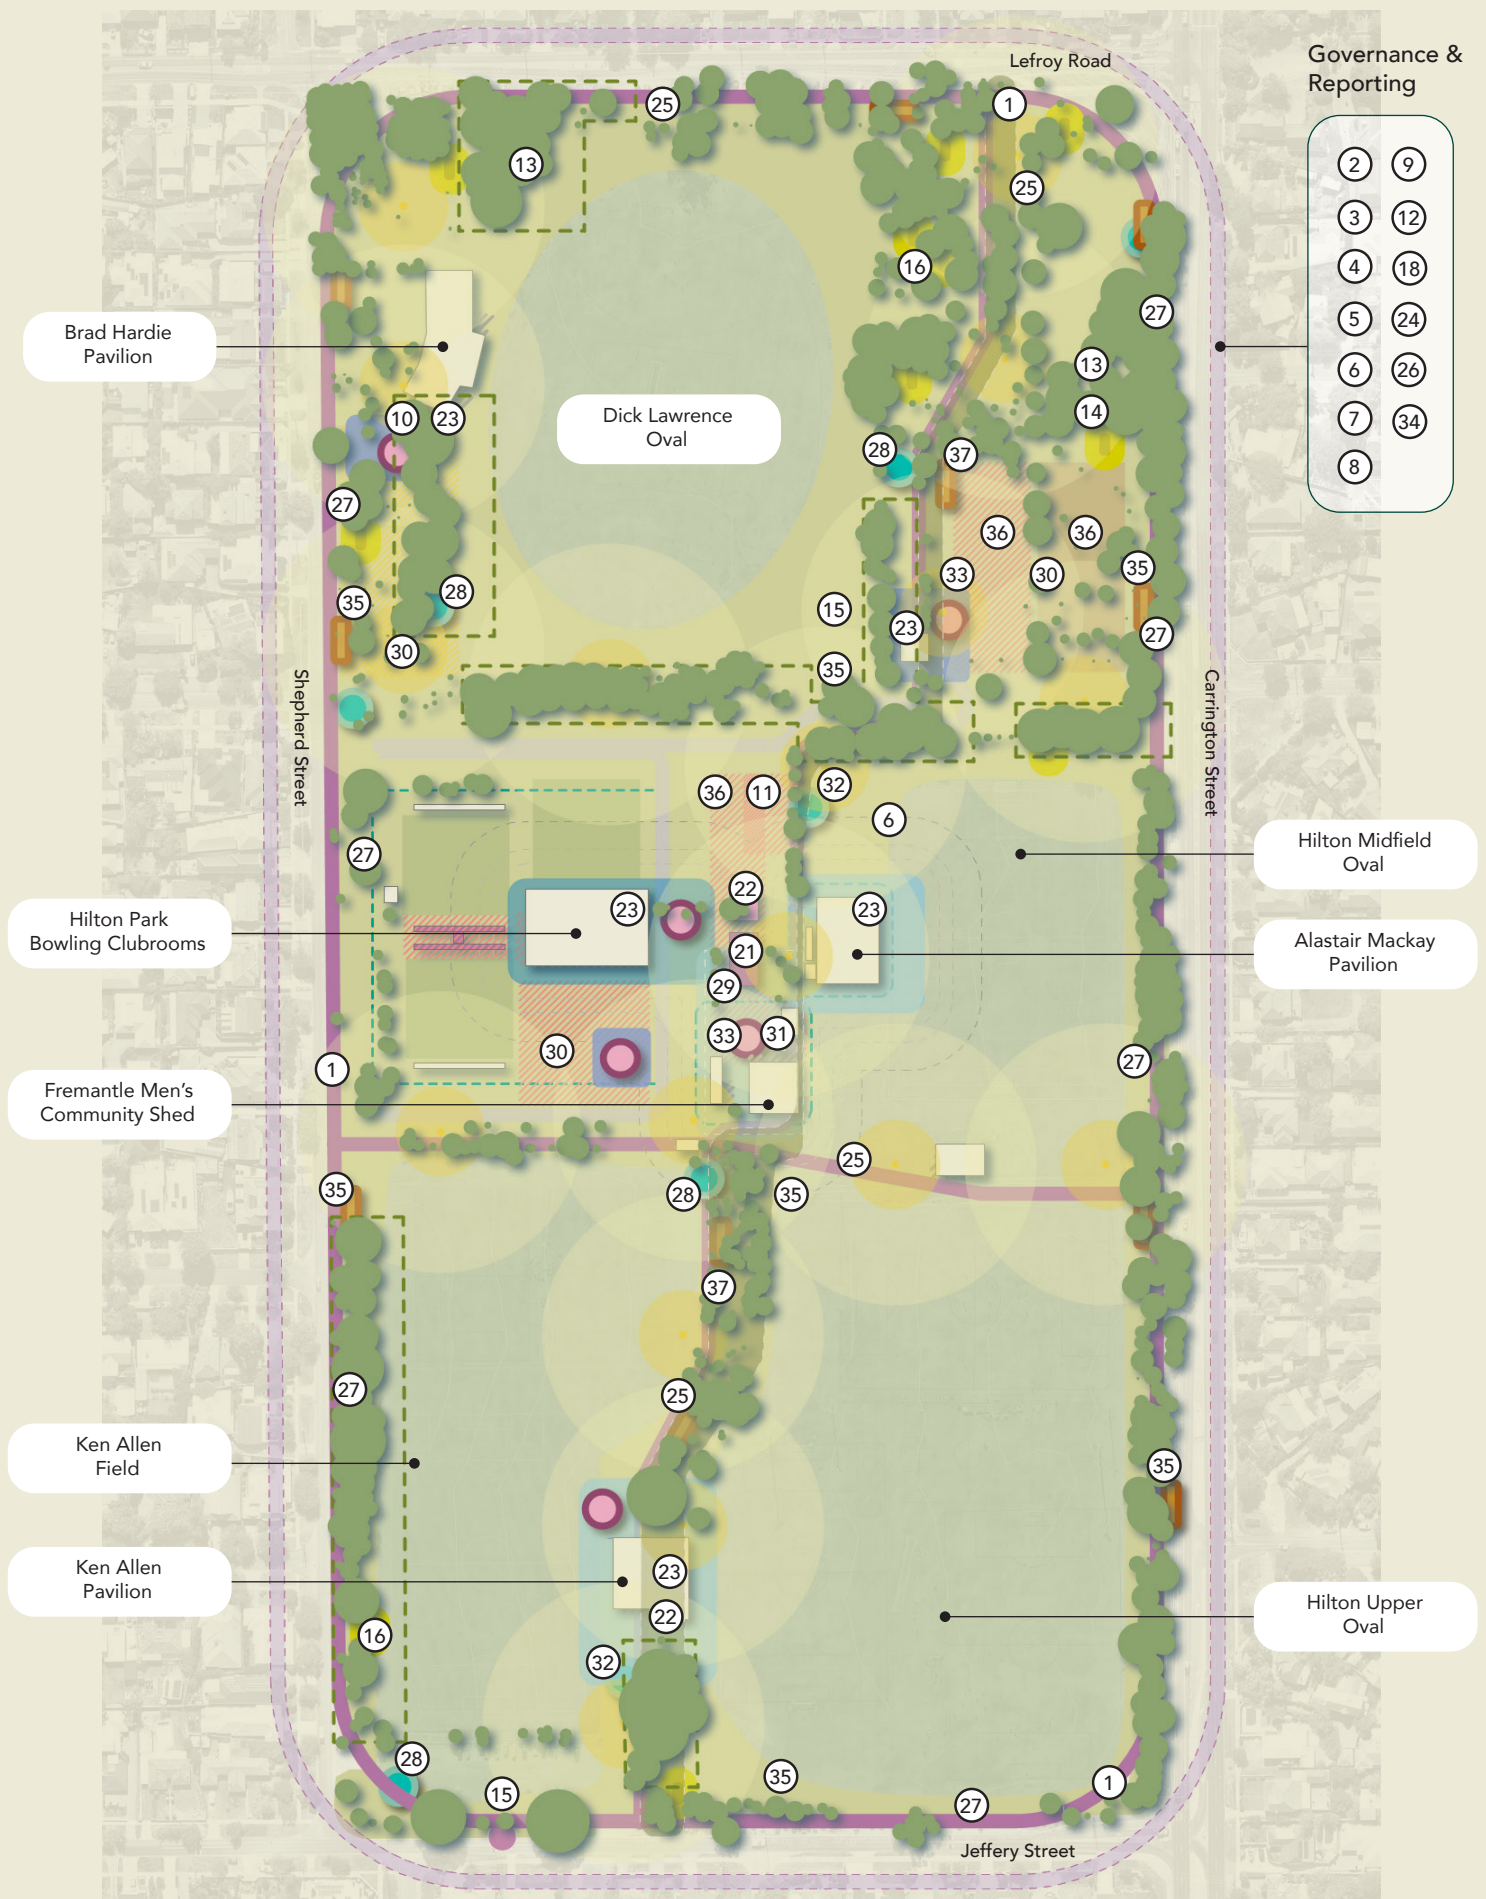 Lefroy Road
Governance &
Reporting
1
25
13
2
9
25
3
12
16
4
18
27
5
24
Brad Hardie
Pavilion
13
6
26
10
23
Dick Lawrence
Oval
14
7
34
28
37
8
27
36
36
33
30
35
35
28
15
23
27
30
35
Shepherd Street
Carrington Street
36
11
32
6
27
Hilton Midfield
Oval
22
23
23
Hilton Park
Bowling Clubrooms
21
Alastair Mackay
Pavilion
29
33
31
30
1
27
Fremantle Men's
Community Shed
25
35
28
35
37
27
25
Ken Allen
Field
35
Ken Allen
Pavilion
23
22
Hilton Upper
Oval
16
32
28
35
1
15
27
Jeffery Street